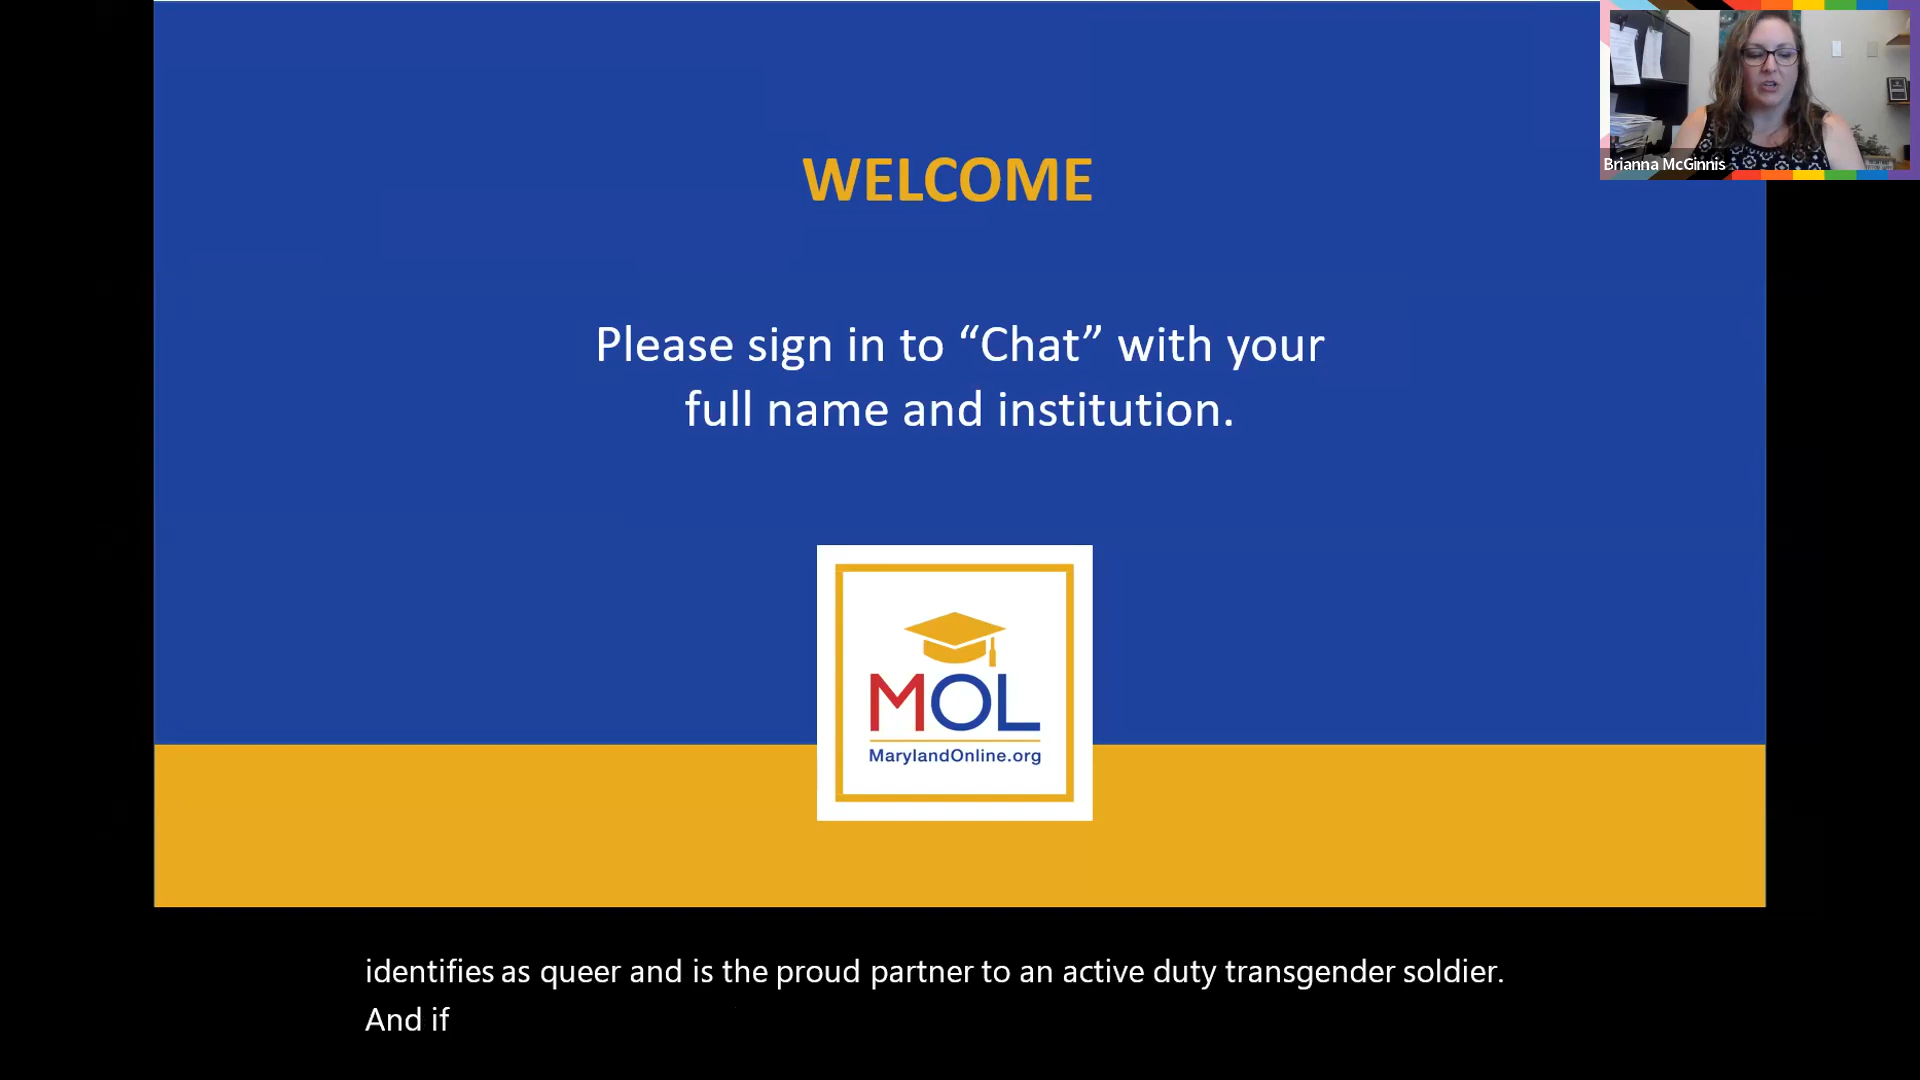 WELCOME
Please sign in to “Chat” with your
full name and institution.
MOL
MarylandOnline.org
Brianna McGinnis
identifies as queer and is the proud partner to an active duty transgender soldier.
And if